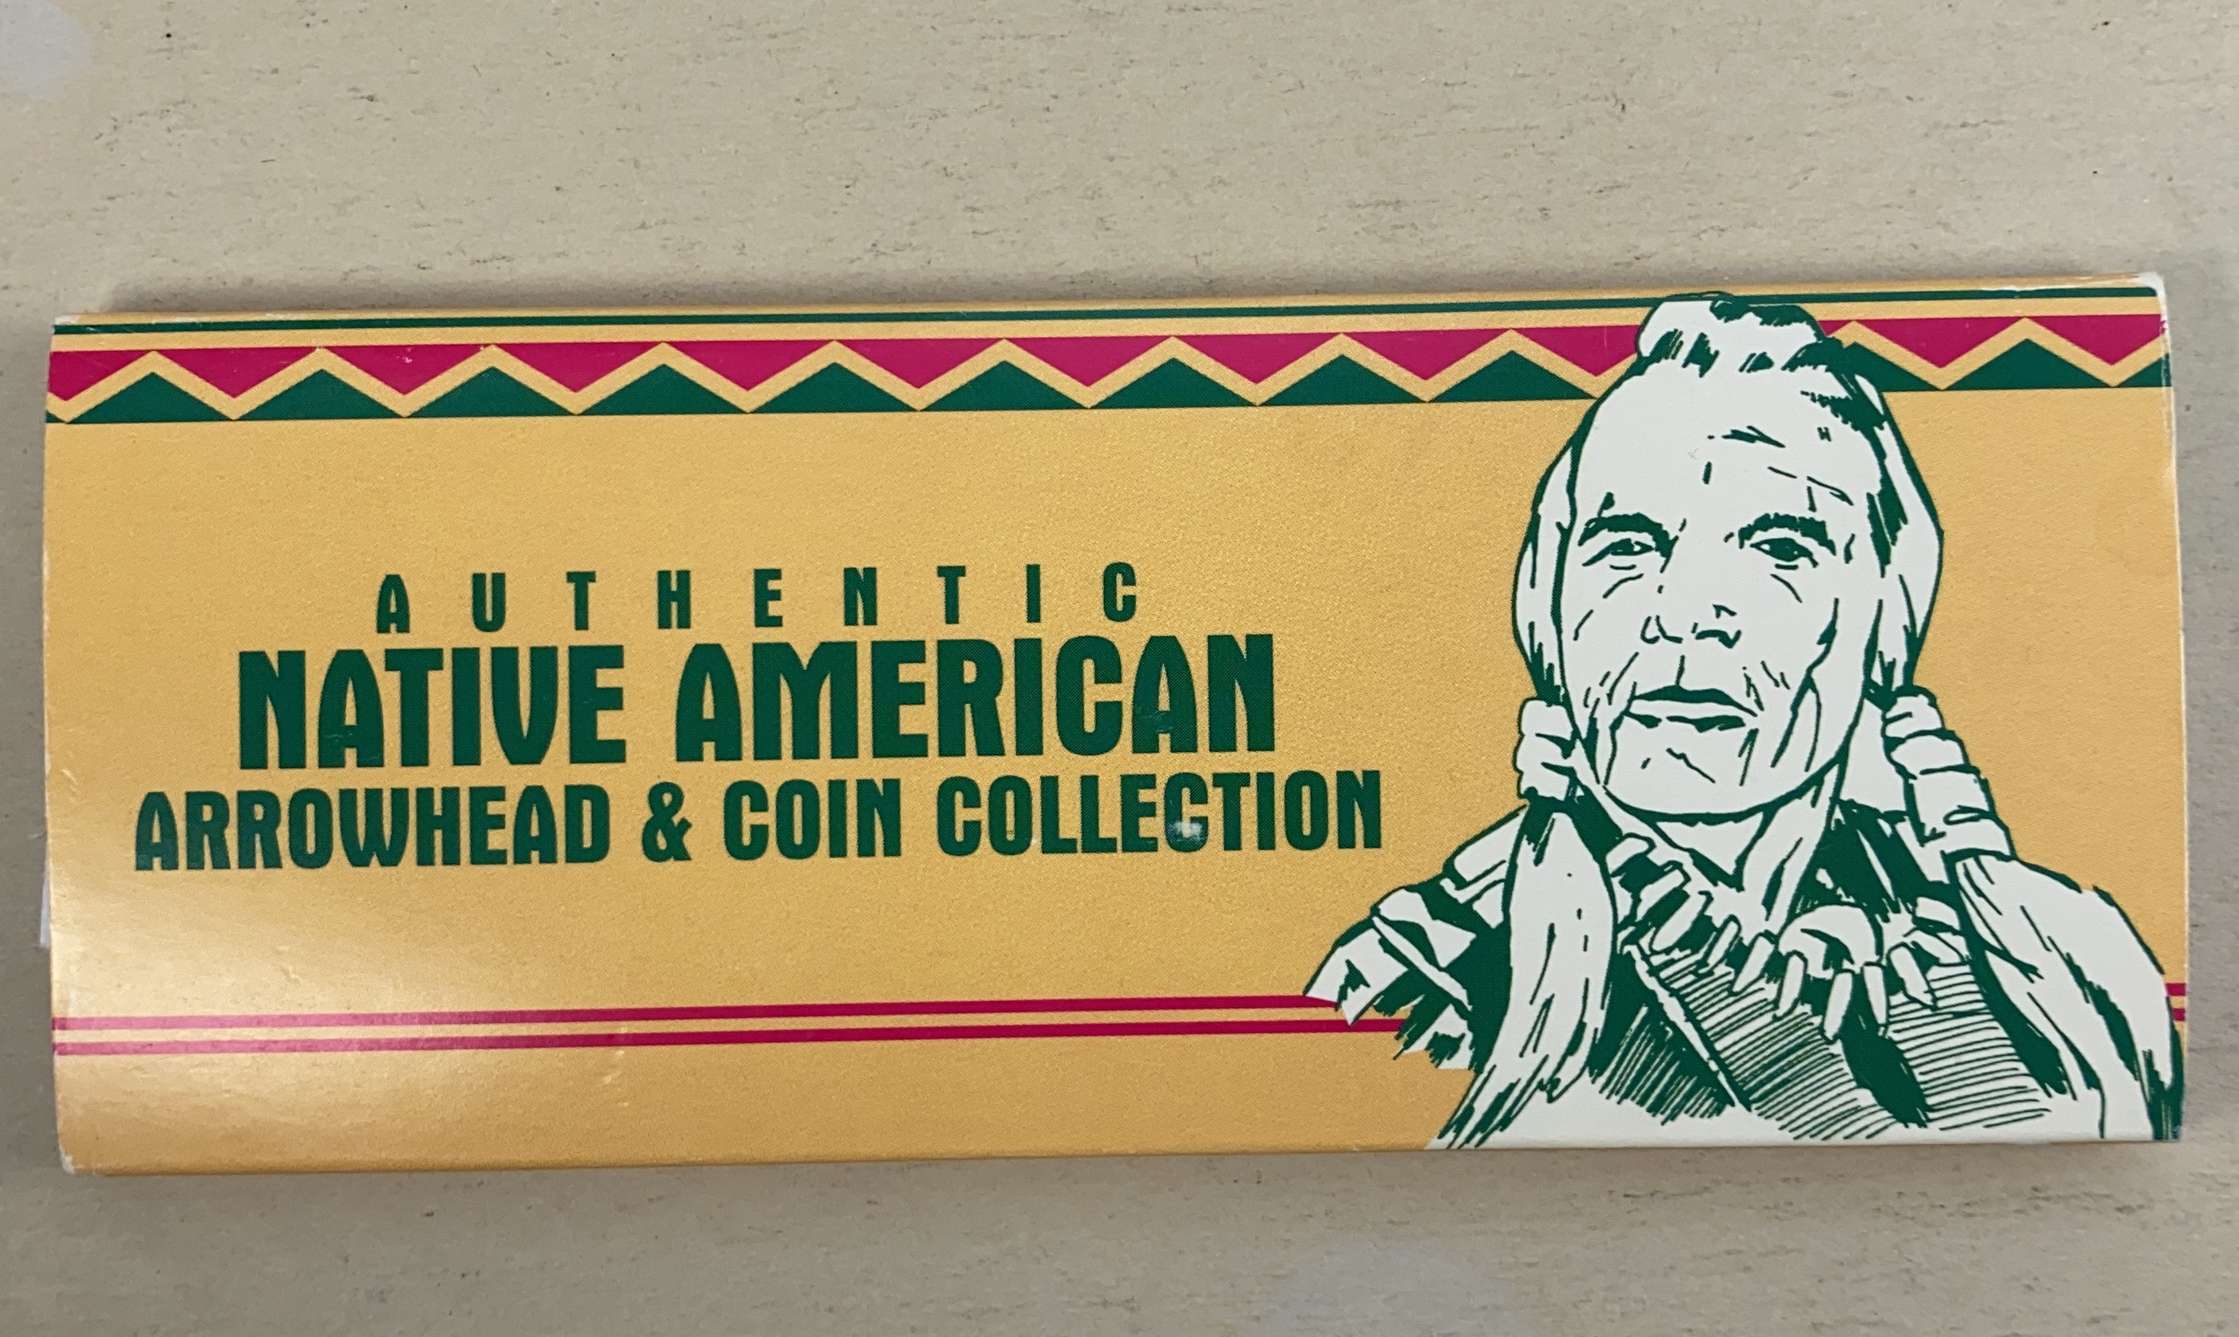 AUTHENTIC
NATIVE AMERICAN
ARROWHEAD & COIN COLLECTION